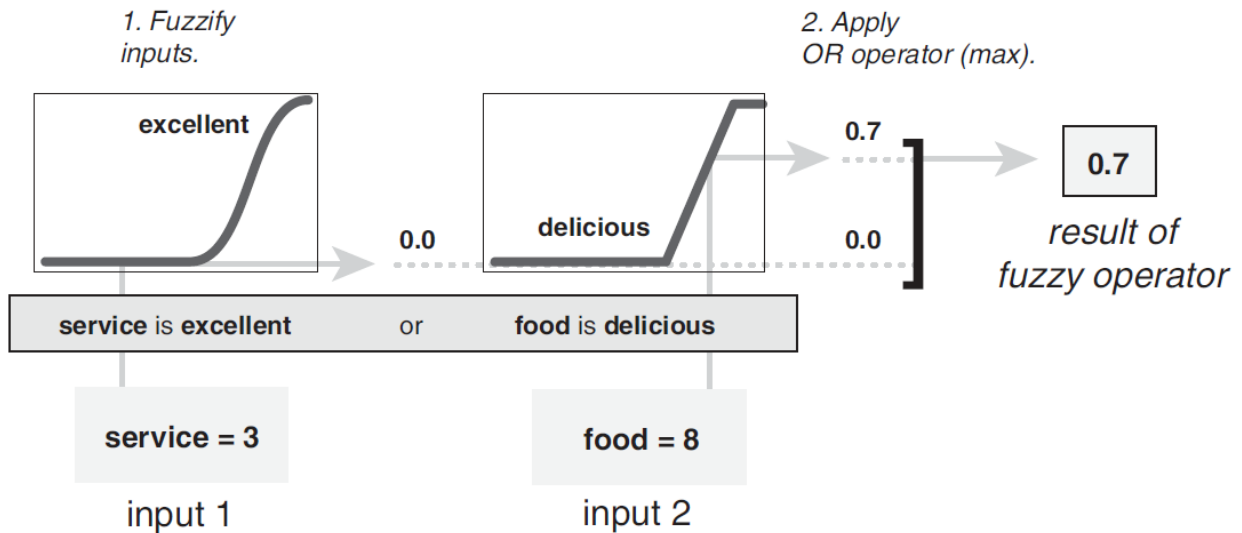 1. Fuzzify
inputs.
2. Apply
OR operator (max).
excellent
0.0
delicious
0.7
0.0
0.7
result of
fuzzy operator
service is excellent or food is delicious
service = 3
food = 8
input 1
input 2